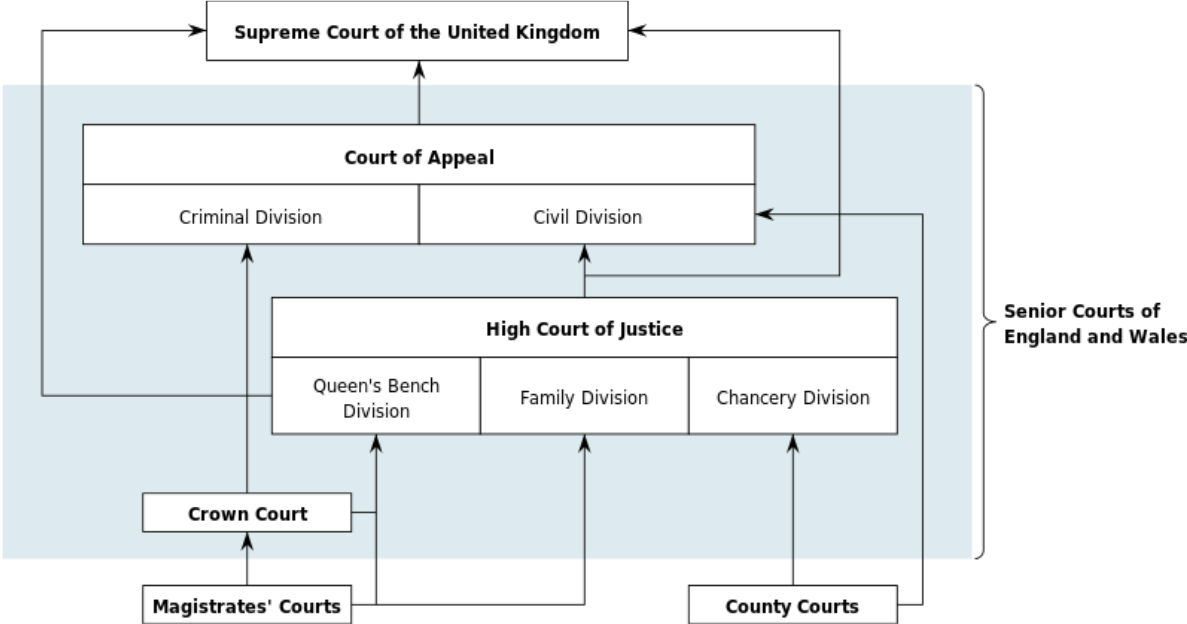 Supreme Court of the United Kingdom
Court of Appeal
Criminal Division
Civil Division
High Court of Justice
Queen's Bench
Division
Family Division
Chancery Division
Senior Courts of
England and Wales
Crown Court
Magistrates' Courts
County Courts